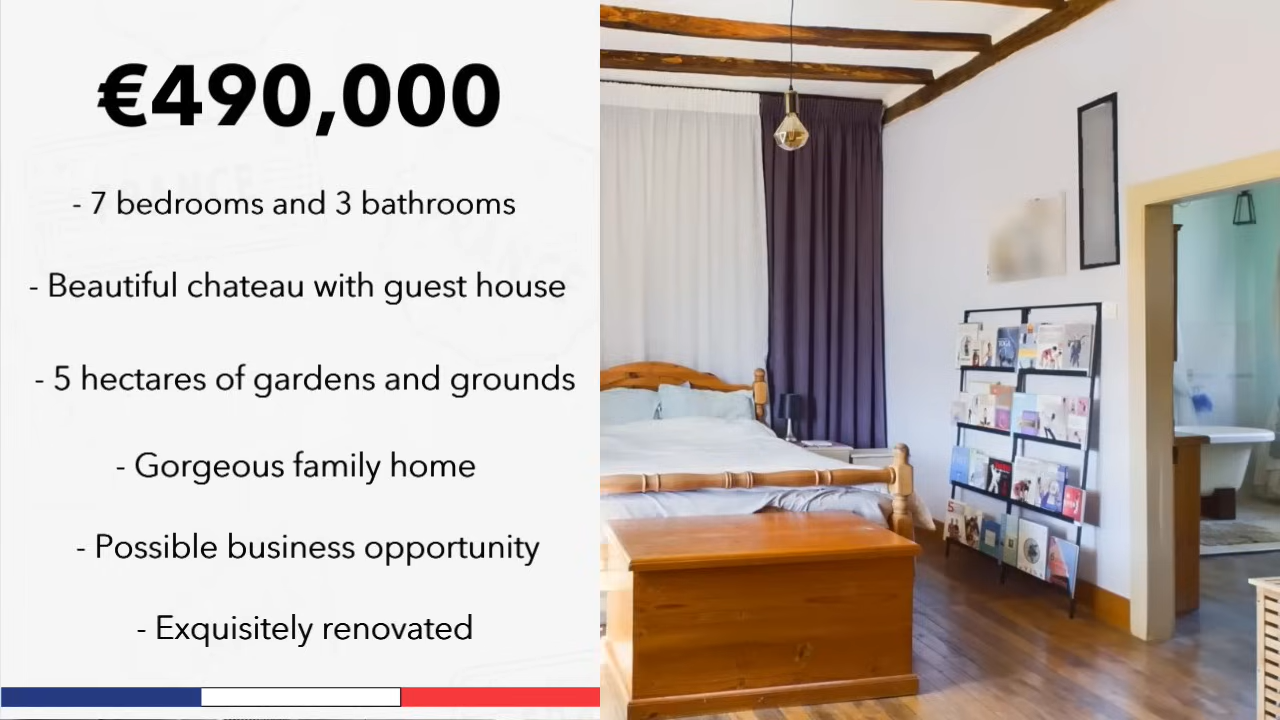 €490,000
- 7 bedrooms and 3 bathrooms
- Beautiful chateau with guest house
- 5 hectares of gardens and grounds
- Gorgeous family home
- Possible business opportunity
- Exquisitely renovated
YOGA